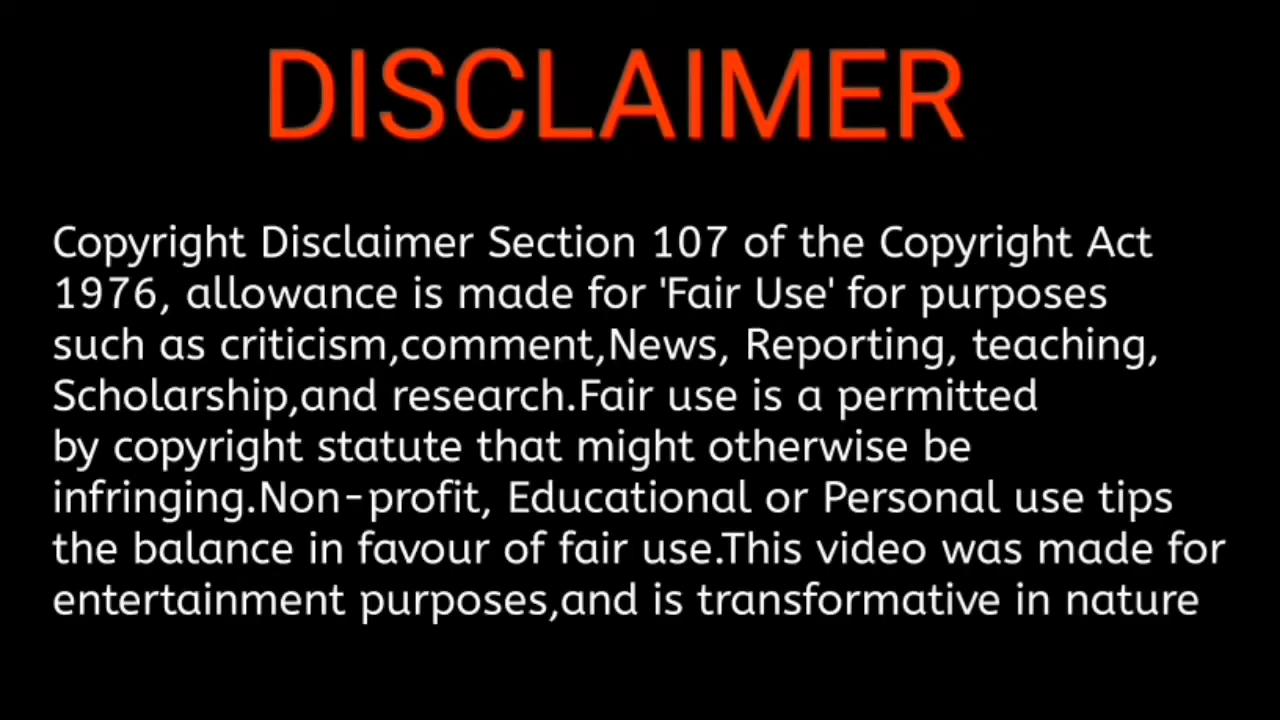 DISCLAIMER
Copyright Disclaimer Section 107 of the Copyright Act
1976, allowance is made for 'Fair Use' for purposes
such as criticism,comment,News, Reporting, teaching,
Scholarship,and research.Fair use is a permitted
by copyright statute that might otherwise be
infringing.Non-profit, Educational or Personal use tips
the balance in favour of fair use.This video was made for
entertainment purposes,and is transformative in nature